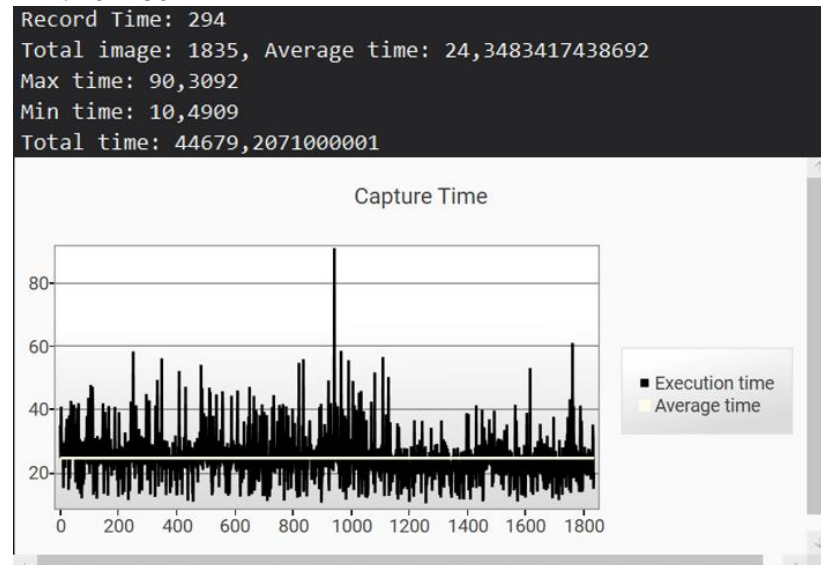 Record Time: 294
Total image: 1835, Average time: 24,3483417438692
Max time: 90,3092
Min time: 10,4909
Total time: 44679,2071000001
Capture Time
80
60
40
20
0 200 400 600 800 1000 1200 1400 1600 1800
Execution time
Average time